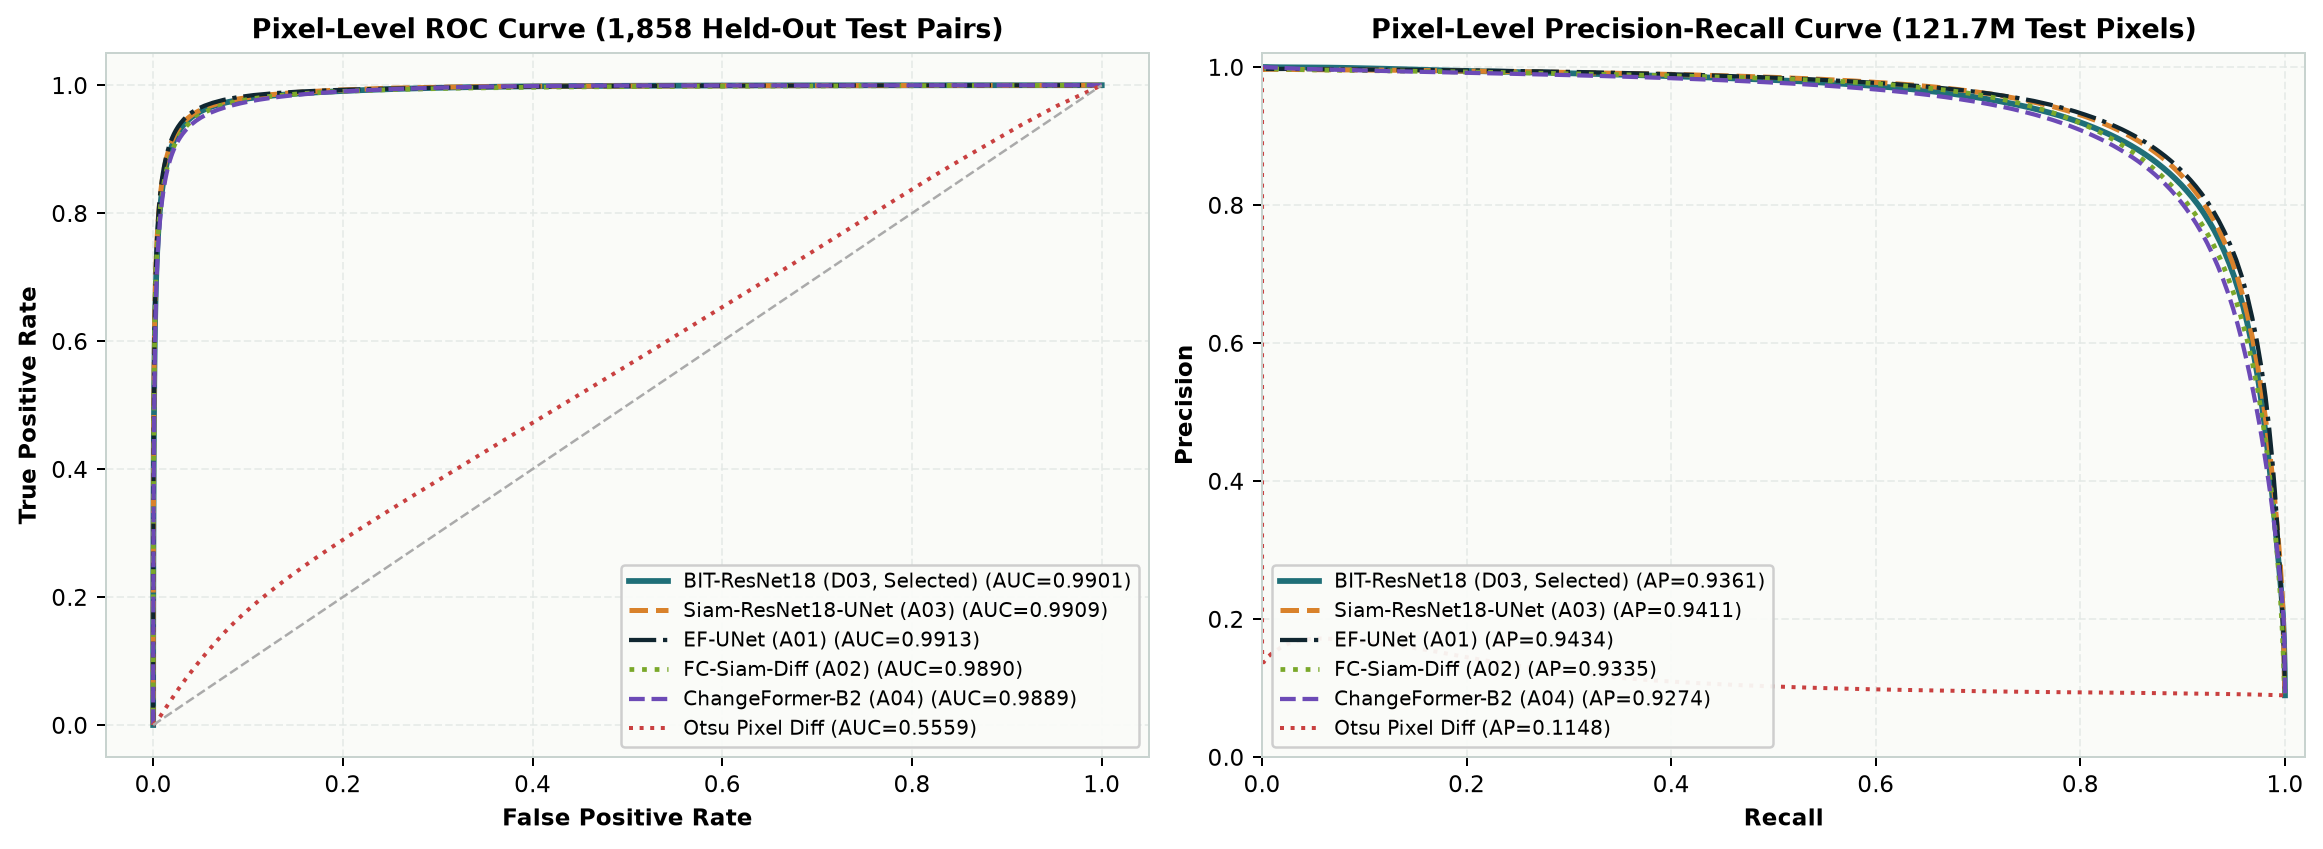 Pixel-Level ROC Curve (1,858 Held-Out Test Pairs)
True Positive Rate
1.0
0.8
0.6
0.4
0.2
0.0
BIT-ResNet18 (D03, Selected) (AUC=0.9901)
Siam-ResNet18-UNet (A03) (AUC=0.9909)
EF-UNet (A01) (AUC=0.9913)
FC-Siam-Diff (A02) (AUC=0.9890)
ChangeFormer-B2 (A04) (AUC=0.9889)
Otsu Pixel Diff (AUC=0.5559)
0.0 0.2 0.4 0.6 0.8 1.0
False Positive Rate
Pixel-Level Precision-Recall Curve (121.7M Test Pixels)
Precision
1.0
0.8
0.6
0.4
0.2
0.0
BIT-ResNet18 (D03, Selected) (AP=0.9361)
Siam-ResNet18-UNet (A03) (AP=0.9411)
EF-UNet (A01) (AP=0.9434)
FC-Siam-Diff (A02) (AP=0.9335)
ChangeFormer-B2 (A04) (AP=0.9274)
Otsu Pixel Diff (AP=0.1148)
0.0 0.2 0.4 0.6 0.8 1.0
Recall